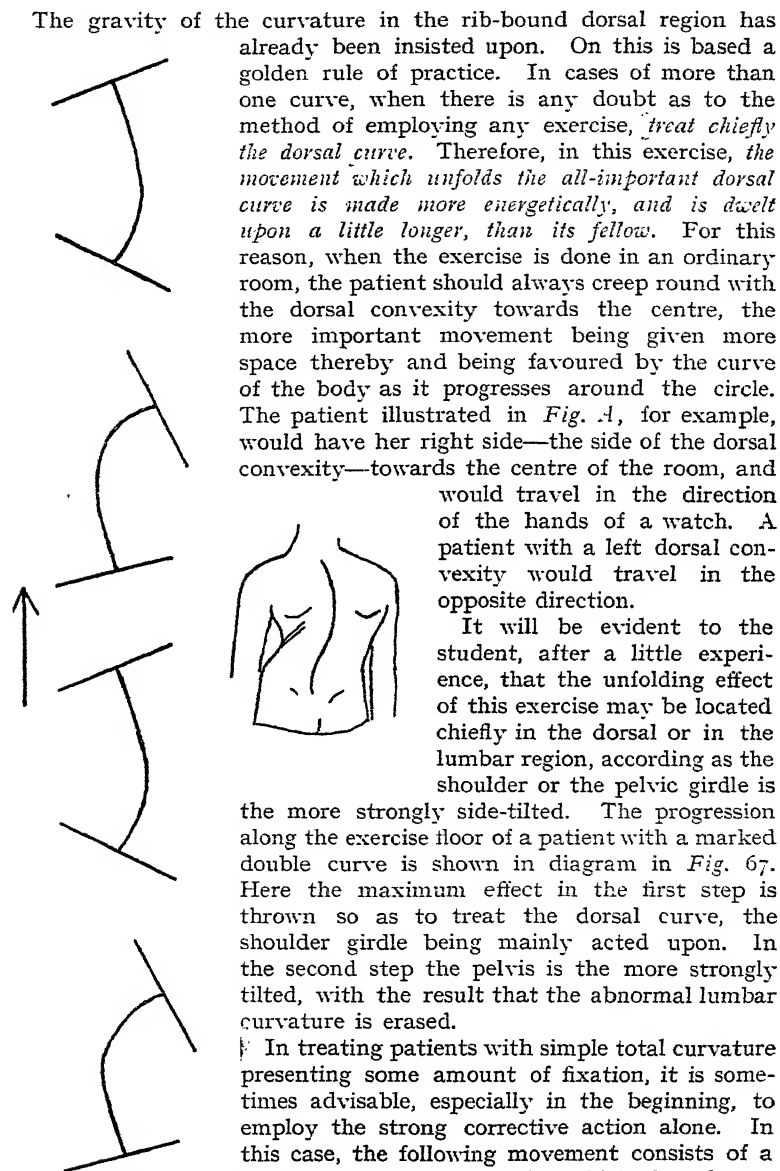 The gravity of the curvature in the rib-bound dorsal region has
already been insisted upon. On this is based a
golden rule of practice. In cases of more than
one curve, when there is any doubt as to the
method of employing any exercise, treat chiefly
the dorsal curve. Therefore, in this exercise, the
movement which unfolds the all-important dorsal
curve is made more energetically, and is dwelt
upon a little longer, than its fellow. For this
reason, when the exercise is done in an ordinary
room, the patient should always creep round with
the dorsal convexity towards the centre, the
more important movement being given more
space thereby and being favoured by the curve
of the body as it progresses around the circle.
The patient illustrated in Fig. A, for example,
would have her right side—the side of the dorsal
convexity—towards the centre of the room, and
would travel in the direction
of the hands of a watch. A
patient with a left dorsal con-
vexity would travel in the
opposite direction.
It will be evident to the
student, after a little experi-
ence, that the unfolding effect
of this exercise may be located
chiefly in the dorsal or in the
lumbar region, according as the
shoulder or the pelvic girdle is
the more strongly side-tilted. The progression
along the exercise floor of a patient with a marked
double curve is shown in diagram in Fig. 67.
Here the maximum effect in the first step is
thrown so as to treat the dorsal curve, the
shoulder girdle being mainly acted upon. In
the second step the pelvis is the more strongly
tilted, with the result that the abnormal lumbar
curvature is erased.
In treating patients with simple total curvature
presenting some amount of fixation, it is some-
times advisable, especially in the beginning, to
employ the strong corrective action alone. In
this case, the following movement consists of a